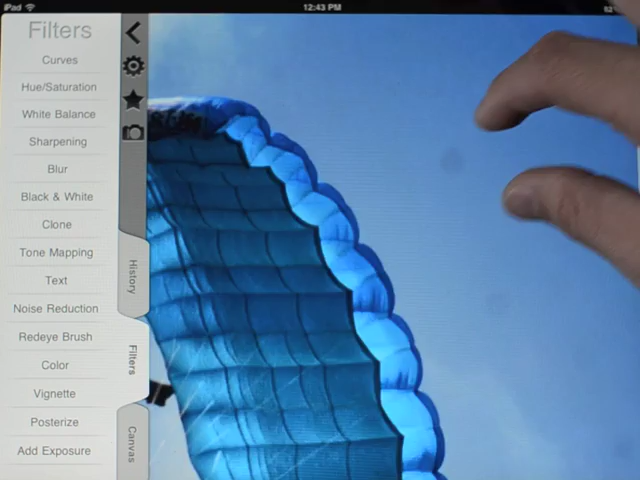 iPad
12:43 PM
Filters
Curves
Hue/Saturation
White Balance
Sharpening
Blur
Black & White
Clone
Tone Mapping
Text
Noise Reduction
Redeye Brush
Color
Vignette
Posterize
Add Exposure
History
Filters
Canvas